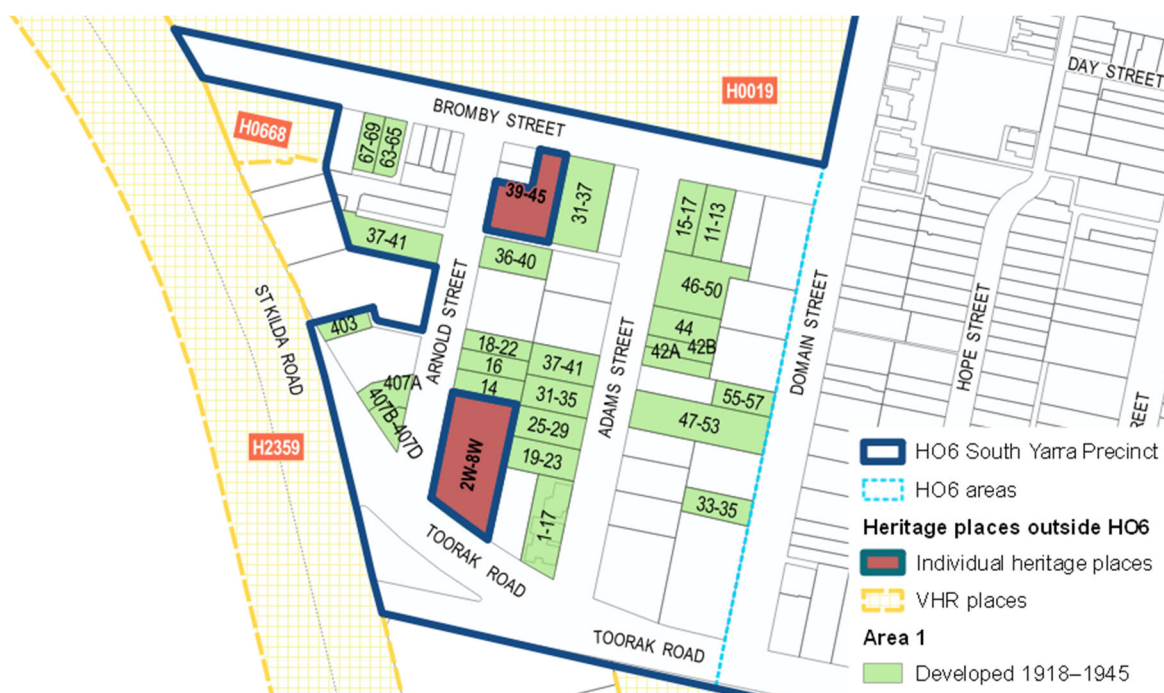 DAY STREET
H0019
BROMBY STREET
H0668
67-69
63-65
39-45
31-37
15-17
11-13
37-41
36-40
46-50
ST KILDA ROAD
ARNOLD STREET
ADAMS STREET
DOMAIN STREET
HOPE STREET
403
18-22
16
14
37-41
31-35
25-29
19-23
1-17
44
42A
42B
55-57
47-53
33-35
407A
407B-407D
H2359
2W-8W
TOORAK ROAD
TOORAK ROAD
REET
HO6 South Yarra Precinct
HO6 areas
Heritage places outside HO6
Individual heritage places
VHR places
Area 1
Developed 1918–1945